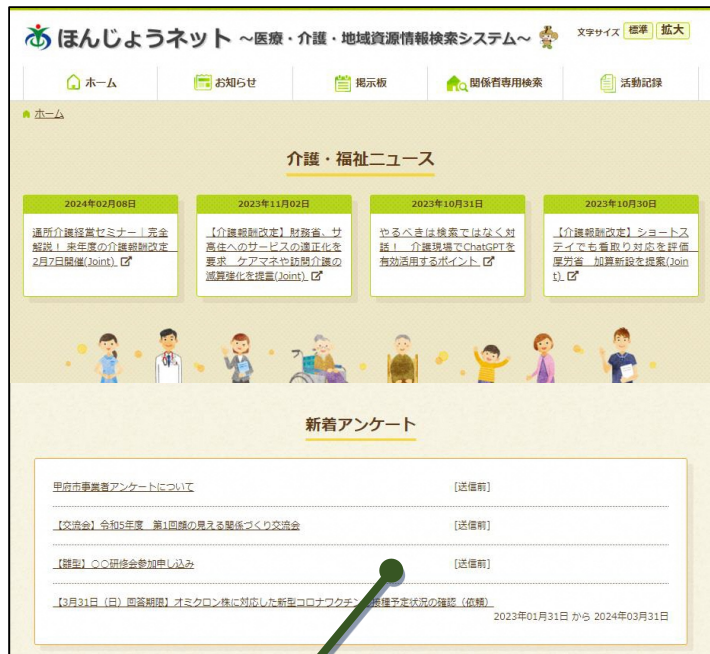 ほんじょうネット ~医療・介護・地域資源情報検索システム~
文字サイズ 標準 拡大
ホーム お知らせ 掲示板 関係者専用検索 活動記録
ホーム
介護・福祉ニュース
2024年02月08日
通所介護経営セミナー｜完全
解説！ 来年度の介護報酬改定
2月7日開催(Joint)
2023年11月02日
【介護報酬改定】財務省、サ
高住へのサービスの適正化を
要求 ケアマネや訪問介護の
減算強化を提言(Joint)
2023年10月31日
やるべきは検索ではなく対
話！ 介護現場でChatGPTを
有効活用するポイント
2023年10月30日
【介護報酬改定】ショートス
テイでも看取り対応を評価
厚労省 加算新設を提案(Join
t)
新着アンケート
甲府市事業者アンケートについて [送信前]
【交流会】令和5年度 第1回顔の見える関係づくり交流会 [送信前]
【雛型】○○研修会参加申し込み [送信前]
【3月31日（日）回答期限】オミクロン株に対応した新型コロナワクチン接種予定状況の確認（依頼）
2023年01月31日 から 2024年03月31日